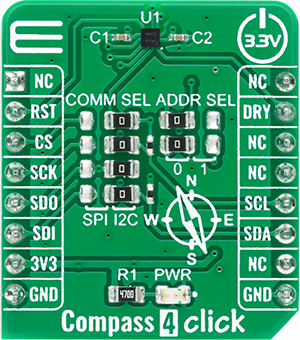 U1
C1 C2
3.3V
NC NC
COMM SEL ADDR SEL
RST DRY
CS NC
SCK NC
0 1
N
SDO SCL
SPI I2C W E
SDI SDA
S
3V3 NC
R1 PWR
GND 4700 GND
Compass 4 click